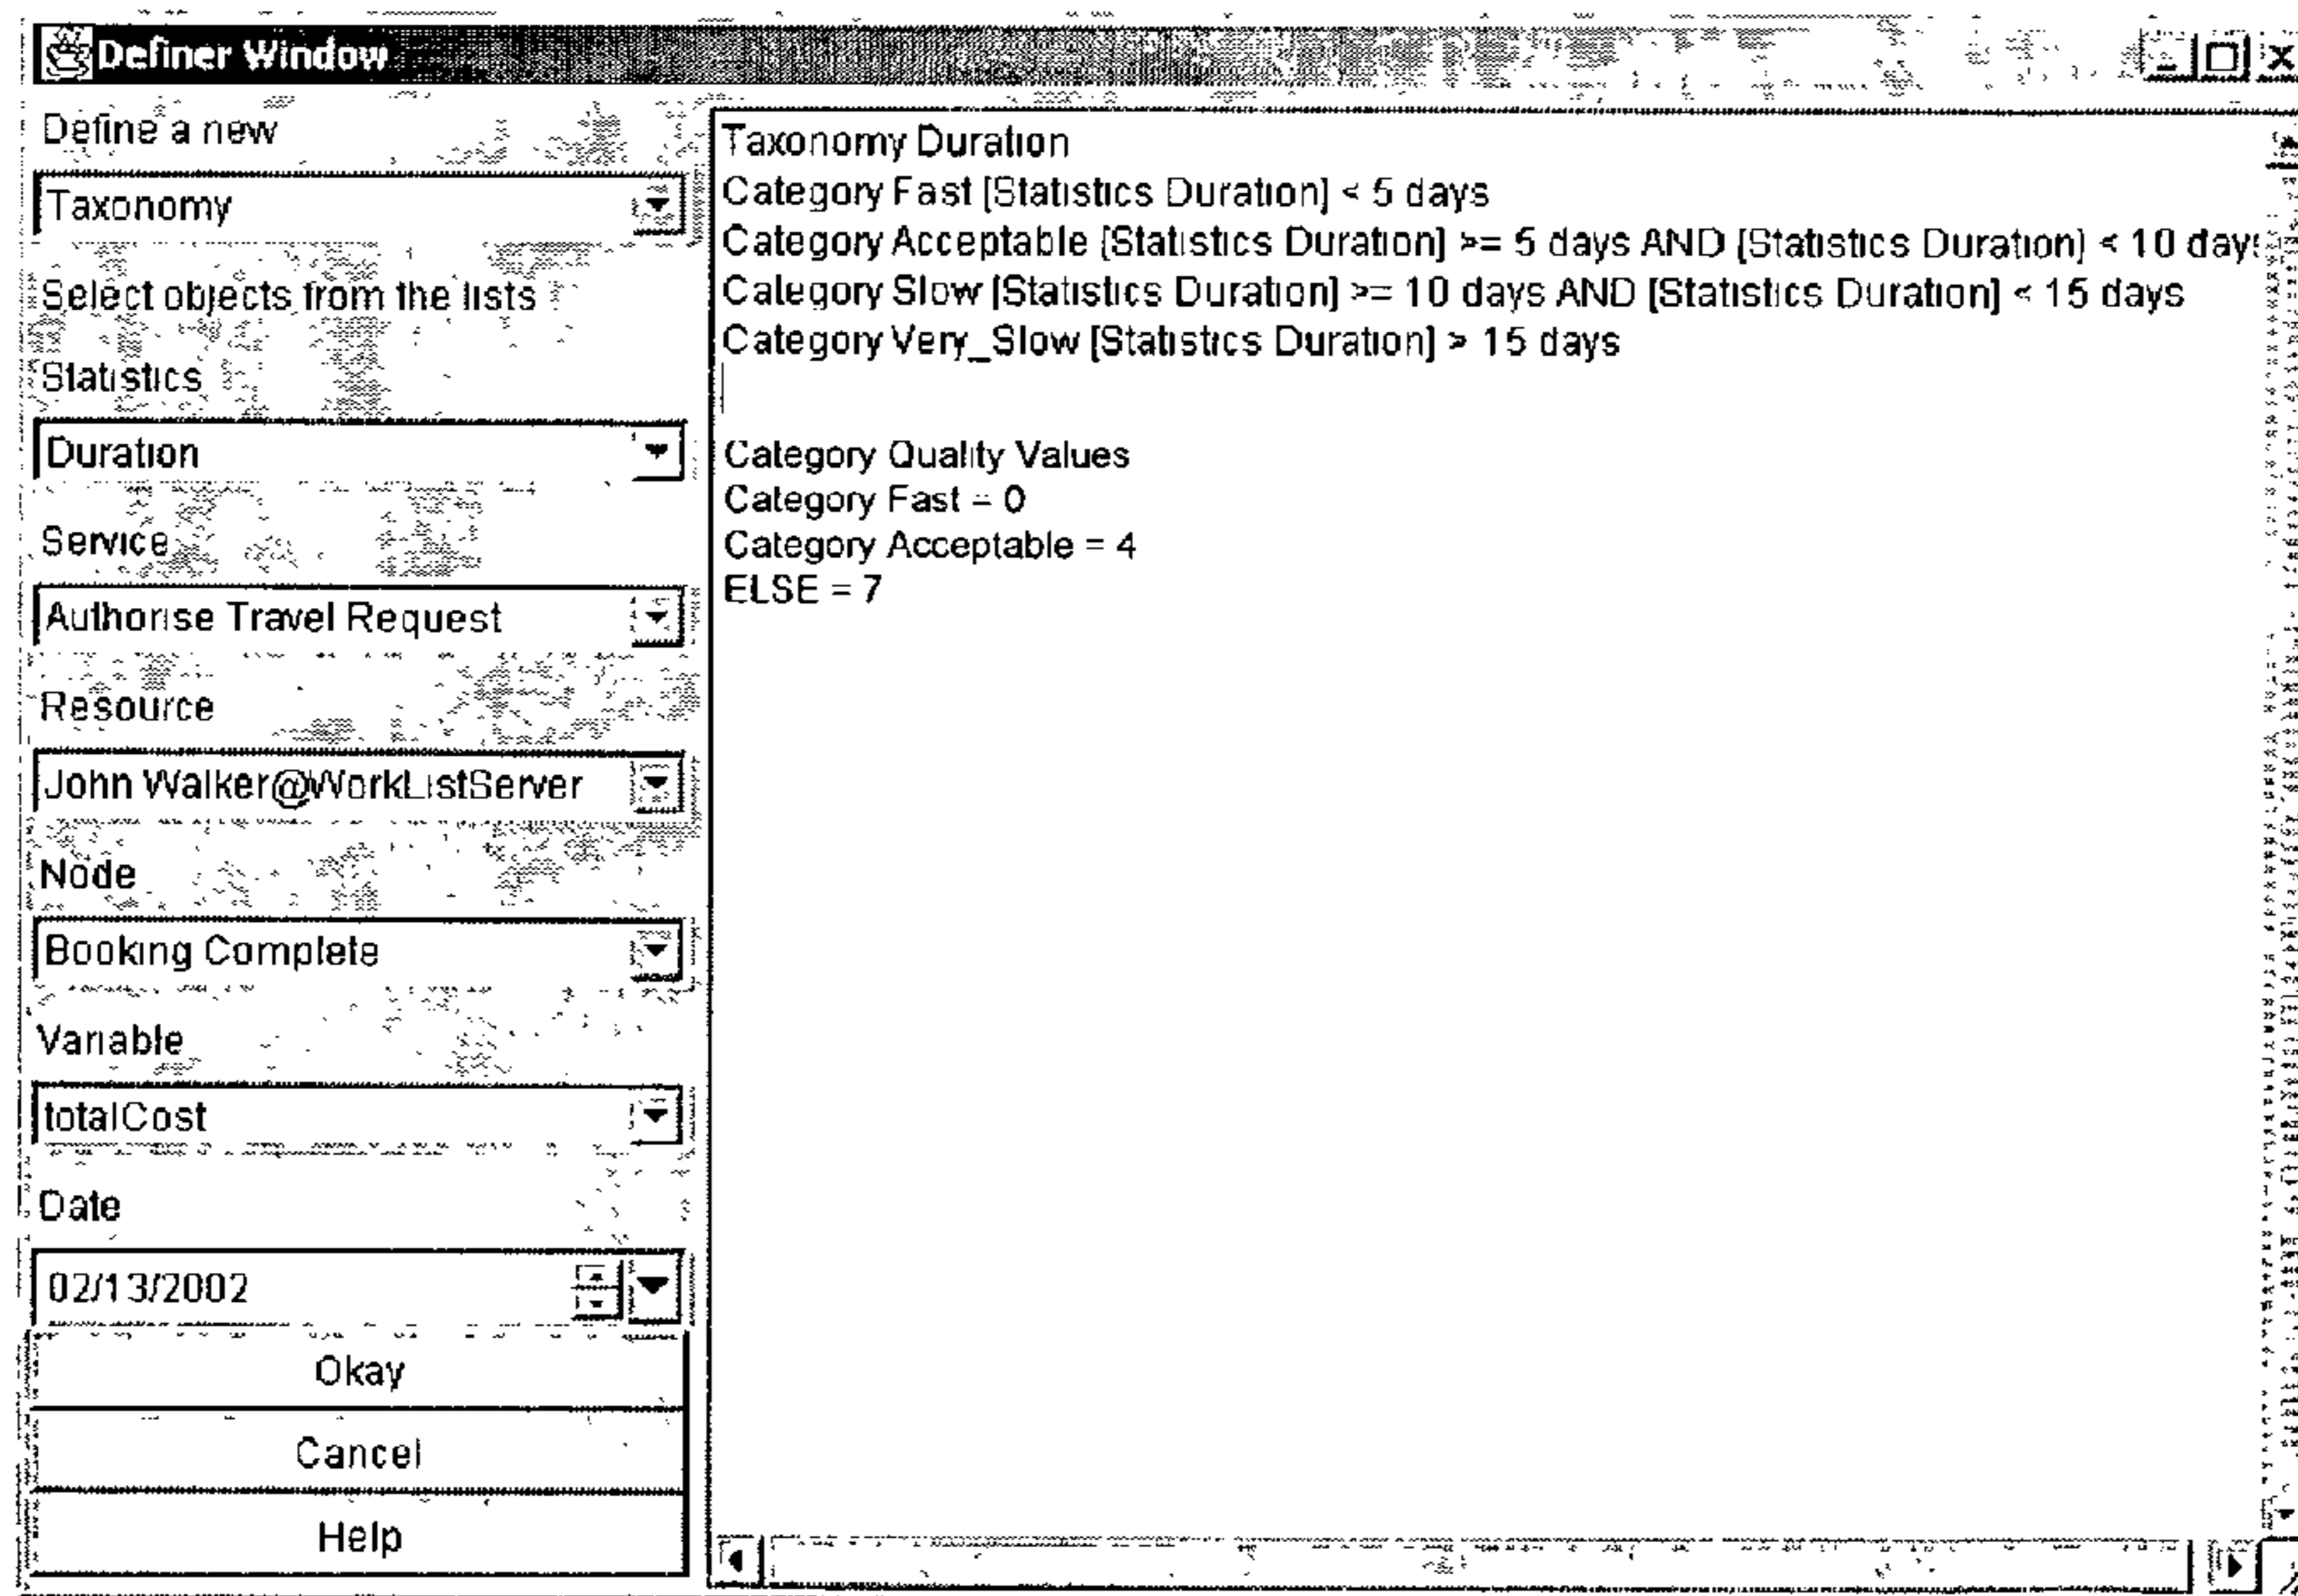 Definer Window
Define a new
Taxonomy
Select objects from the lists
Statistics
Duration
Service
Authorise Travel Request
Resource
John Walker@WorkListServer
Node
Booking Complete
Variable
totalCost
Date
02/13/2002
Okay
Cancel
Help
Taxonomy Duration
Category Fast [Statistics Duration] < 5 days
Category Acceptable [Statistics Duration] >= 5 days AND [Statistics Duration] < 10 days
Category Slow [Statistics Duration] >= 10 days AND [Statistics Duration] < 15 days
Category Very_Slow [Statistics Duration] > 15 days
Category Quality Values
Category Fast = 0
Category Acceptable = 4
ELSE = 7